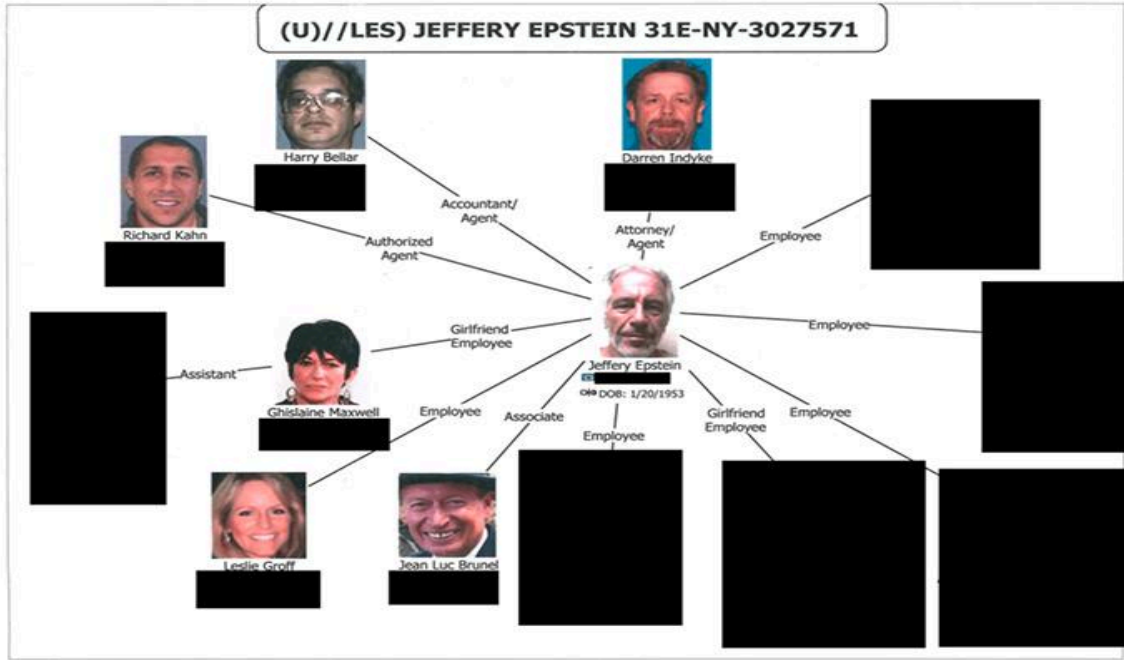 (U)//LES) JEFFERY EPSTEIN 31E-NY-3027571
Harry Bellar
Darren Indyke
Richard Kahn
Accountant/
Agent
Attorney/
Agent
Employee
Authorized
Agent
Girlfriend
Employee
Employee
Jeffery Epstein
DOB: 1/20/1953
Assistant
Ghislaine Maxwell
Employee
Associate
Employee
Girlfriend
Employee
Employee
Leslie Groff
Jean Luc Brunel